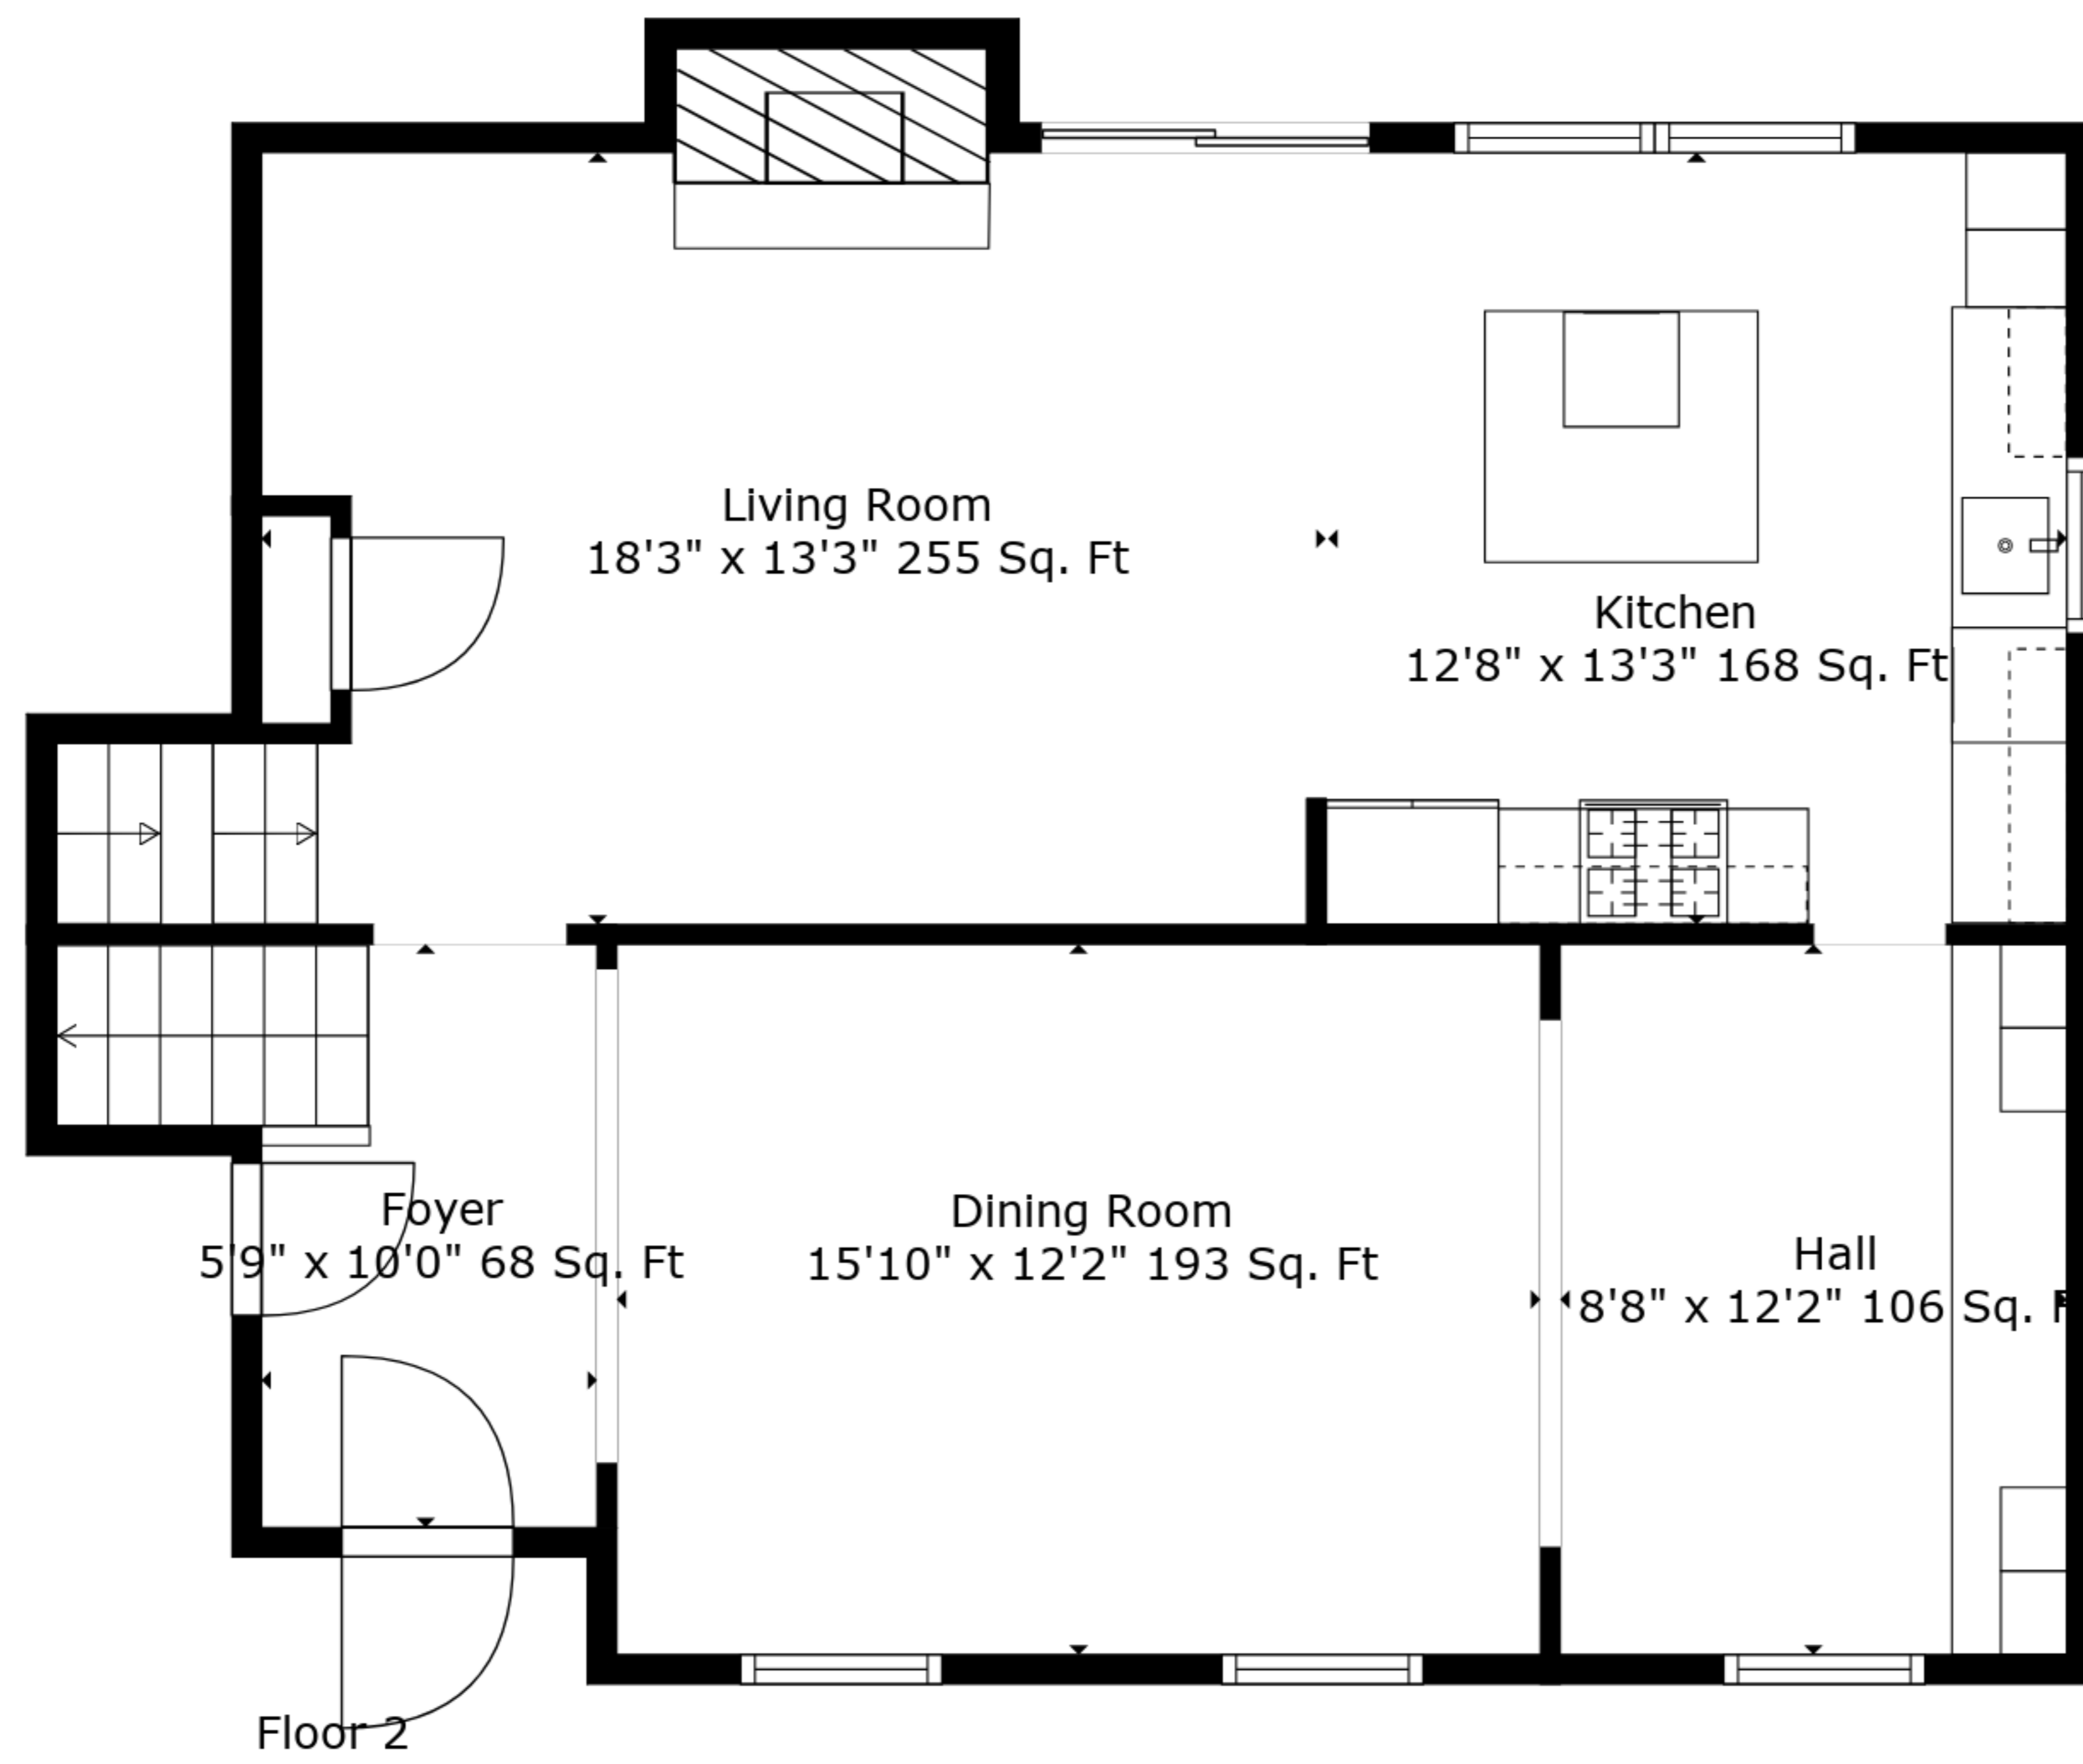 Living Room
18'3" x 13'3" 255 Sq. Ft
Kitchen
12'8" x 13'3" 168 Sq. Ft
Foyer
5'9" x 10'0" 68 Sq. Ft
Dining Room
15'10" x 12'2" 193 Sq. Ft
Hall
8'8" x 12'2" 106 Sq. F
Floor 2